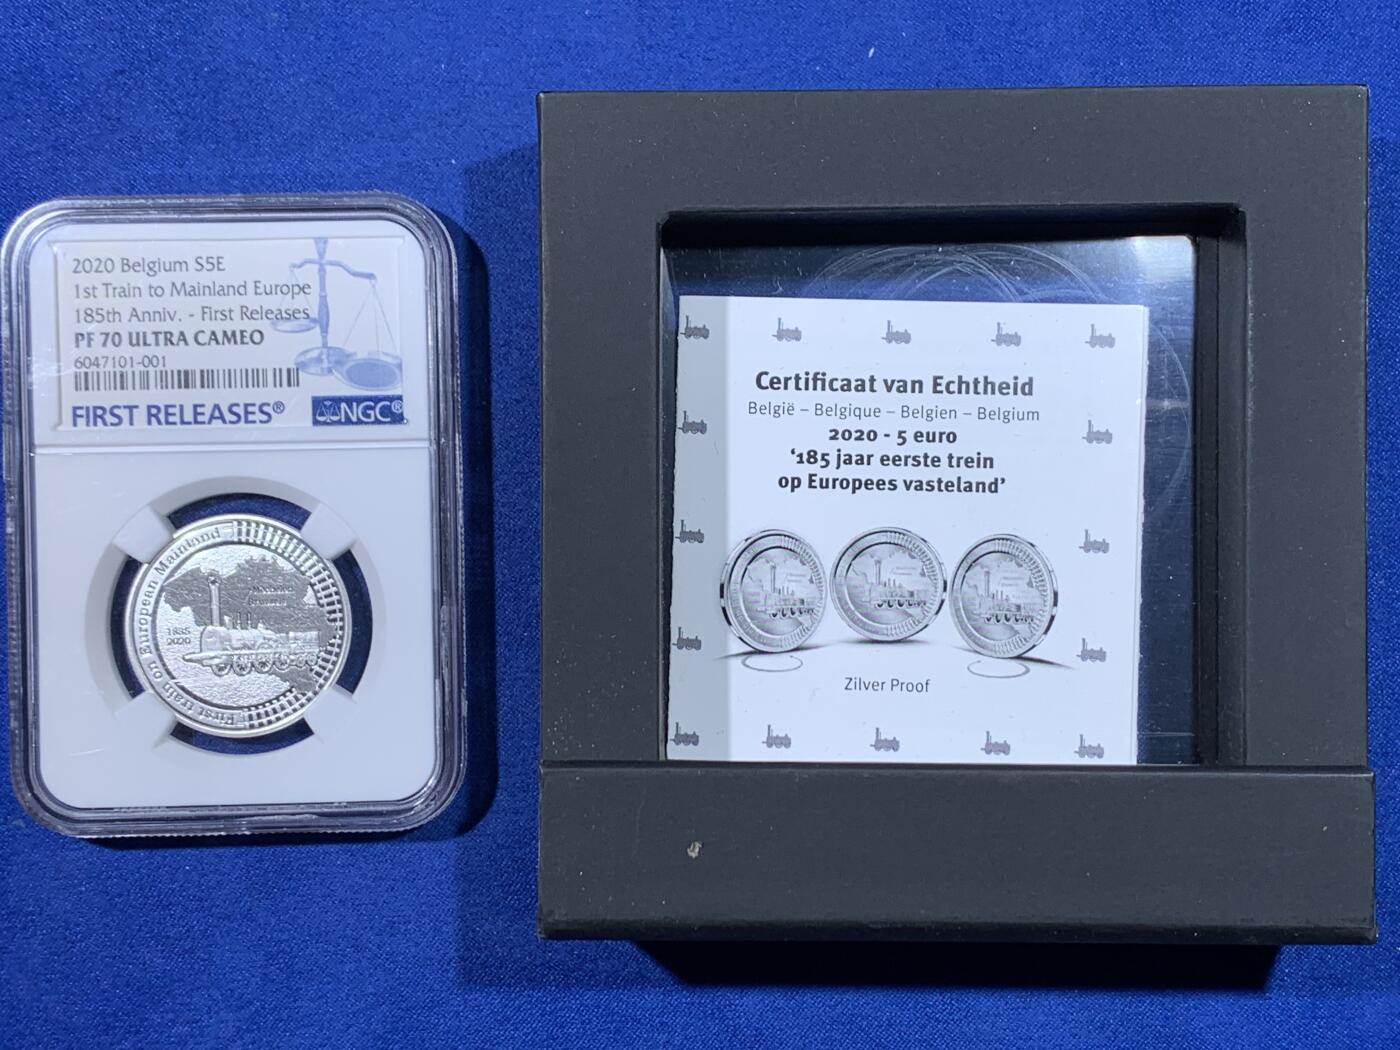 2020 Belgium S5E
1st Train to Mainland Europe
185th Anniv. - First Releases
PF 70 ULTRA CAMEO
6047101-001
FIRST RELEASES®
NGC®
First train on European Mainland
1835
2020
Certificaat van Echtheid
België – Belgique – Belgien – Belgium
2020 - 5 euro
‘185 jaar eerste trein
op Europees vasteland’
Zilver Proof